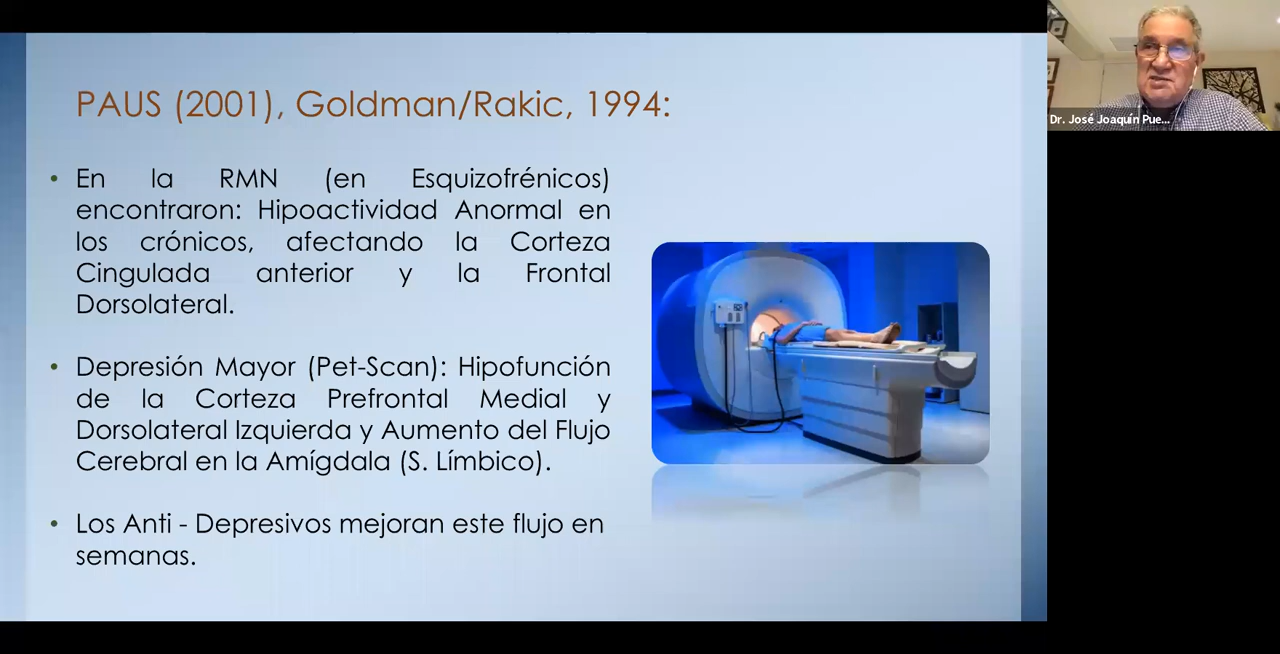 PAUS (2001), Goldman/Rakic, 1994:
• En la RMN (en Esquizofrénicos)
encontraron: Hipoactividad Anormal en
los crónicos, afectando la Corteza
Cingulada anterior y la Frontal
Dorsolateral.
• Depresión Mayor (Pet-Scan): Hipofunción
de la Corteza Prefrontal Medial y
Dorsolateral Izquierda y Aumento del Flujo
Cerebral en la Amígdala (S. Límbico).
• Los Anti - Depresivos mejoran este flujo en
semanas.
Dr. José Joaquín Pue...